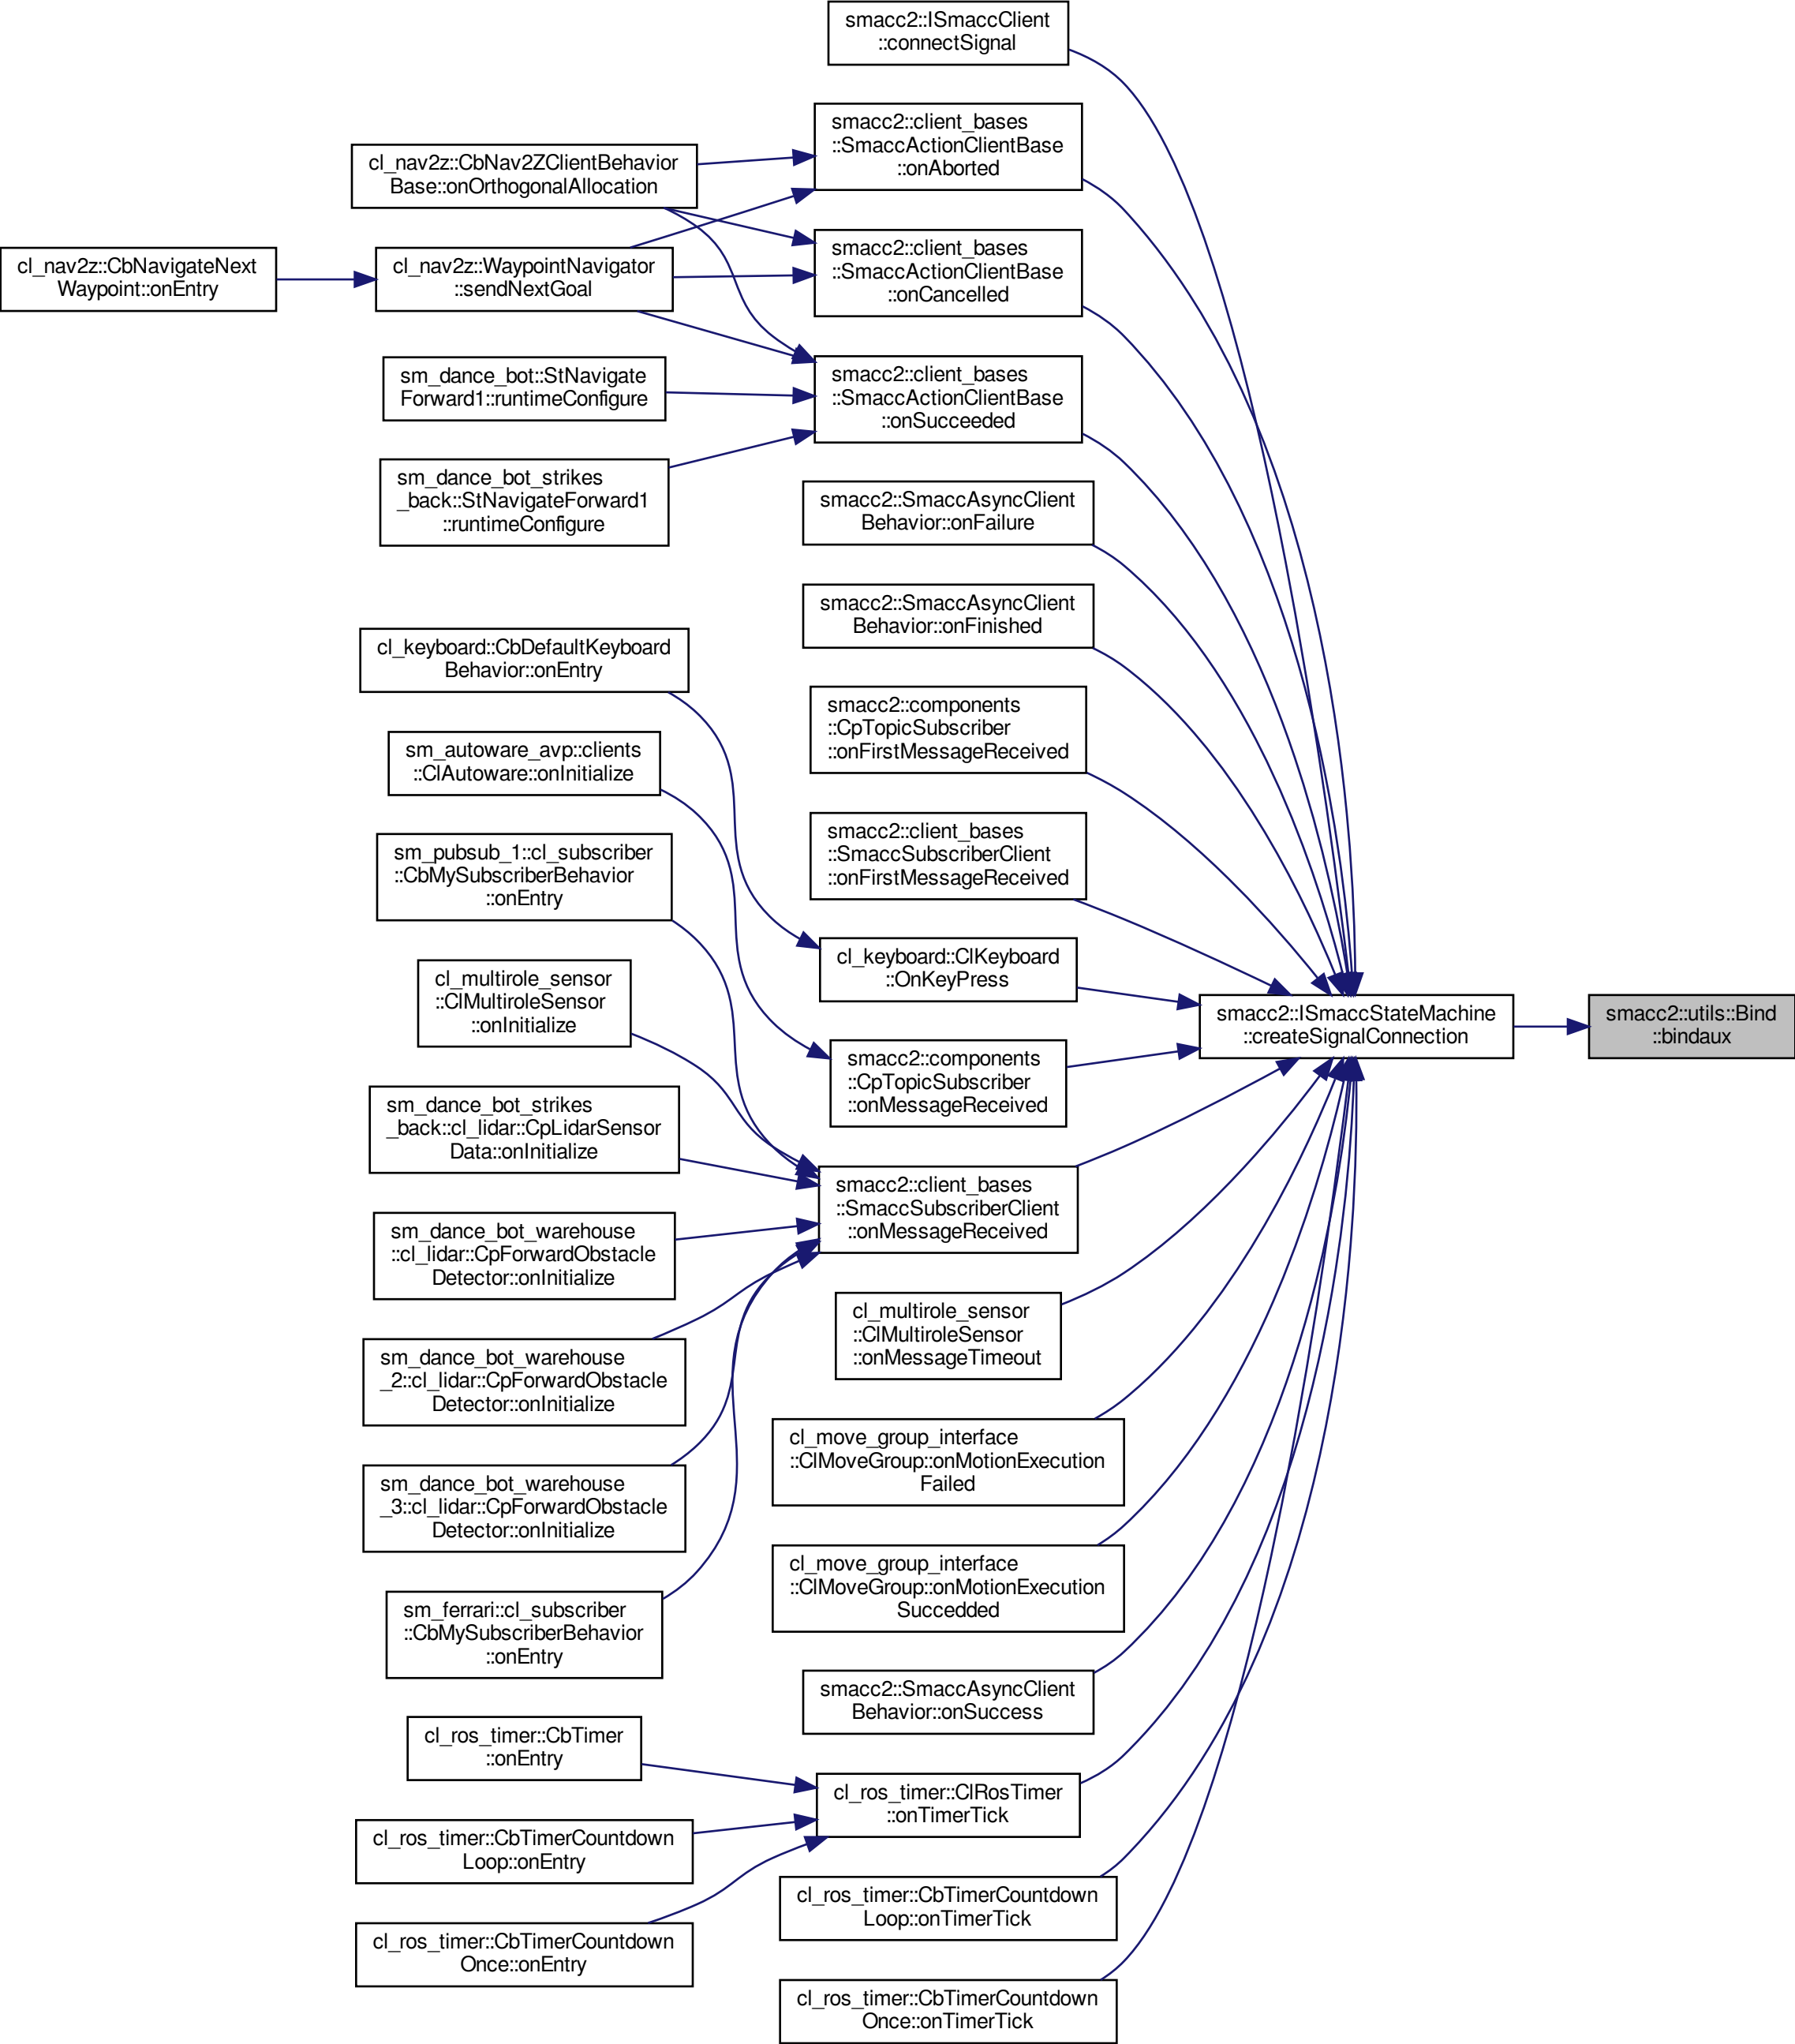 smacc2::ISmaccClient
::connectSignal
smacc2::client_bases
::SmaccActionClientBase
::onAborted
cl_nav2z::CbNav2ZClientBehavior
Base::onOrthogonalAllocation
smacc2::client_bases
::SmaccActionClientBase
::onCancelled
cl_nav2z::CbNavigateNext
Waypoint::onEntry
cl_nav2z::WaypointNavigator
::sendNextGoal
smacc2::client_bases
::SmaccActionClientBase
::onSucceeded
sm_dance_bot::StNavigate
Forward1::runtimeConfigure
sm_dance_bot_strikes
_back::StNavigateForward1
::runtimeConfigure
smacc2::SmaccAsyncClient
Behavior::onFailure
smacc2::SmaccAsyncClient
Behavior::onFinished
cl_keyboard::CbDefaultKeyboard
Behavior::onEntry
smacc2::components
::CpTopicSubscriber
::onFirstMessageReceived
sm_autoware_avp::clients
::ClAutoware::onInitialize
smacc2::client_bases
::SmaccSubscriberClient
::onFirstMessageReceived
sm_pubsub_1::cl_subscriber
::CbMySubscriberBehavior
::onEntry
cl_keyboard::ClKeyboard
::OnKeyPress
cl_multirole_sensor
::ClMultiroleSensor
::onInitialize
smacc2::ISmaccStateMachine
::createSignalConnection
smacc2::utils::Bind
::bindaux
smacc2::components
::CpTopicSubscriber
::onMessageReceived
sm_dance_bot_strikes
_back::cl_lidar::CpLidarSensor
Data::onInitialize
smacc2::client_bases
::SmaccSubscriberClient
::onMessageReceived
sm_dance_bot_warehouse
::cl_lidar::CpForwardObstacle
Detector::onInitialize
cl_multirole_sensor
::ClMultiroleSensor
::onMessageTimeout
sm_dance_bot_warehouse
_2::cl_lidar::CpForwardObstacle
Detector::onInitialize
cl_move_group_interface
::ClMoveGroup::onMotionExecution
Failed
sm_dance_bot_warehouse
_3::cl_lidar::CpForwardObstacle
Detector::onInitialize
cl_move_group_interface
::ClMoveGroup::onMotionExecution
Succedded
sm_ferrari::cl_subscriber
::CbMySubscriberBehavior
::onEntry
smacc2::SmaccAsyncClient
Behavior::onSuccess
cl_ros_timer::CbTimer
::onEntry
cl_ros_timer::ClRosTimer
::onTimerTick
cl_ros_timer::CbTimerCountdown
Loop::onEntry
cl_ros_timer::CbTimerCountdown
Loop::onTimerTick
cl_ros_timer::CbTimerCountdown
Once::onEntry
cl_ros_timer::CbTimerCountdown
Once::onTimerTick